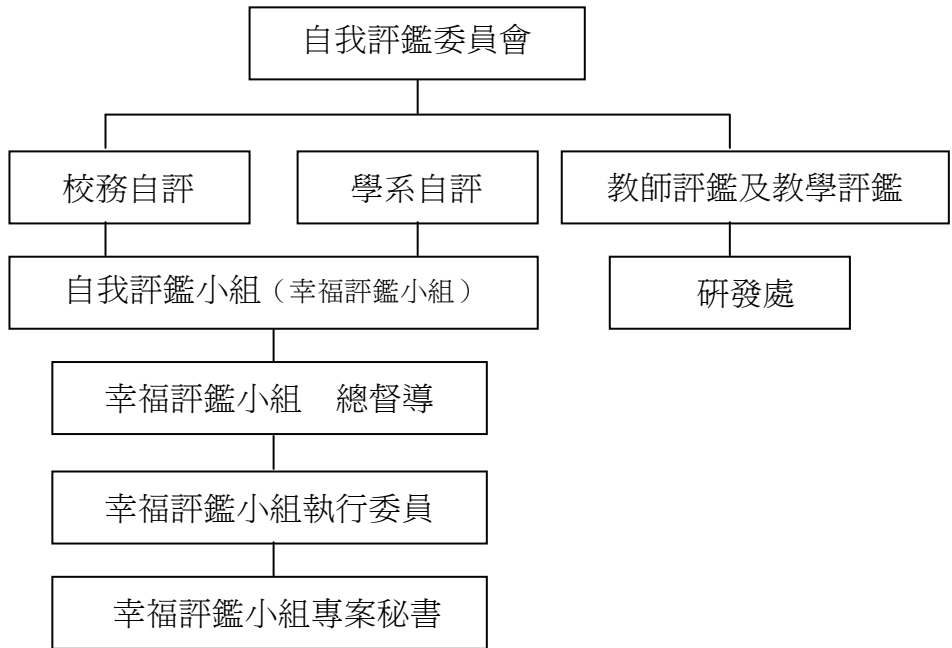 自我評鑑委員會
校務自評
學系自評
教師評鑑及教學評鑑
自我評鑑小組（幸福評鑑小組）
研發處
幸福評鑑小組　總督導
幸福評鑑小組執行委員
幸福評鑑小組專案秘書